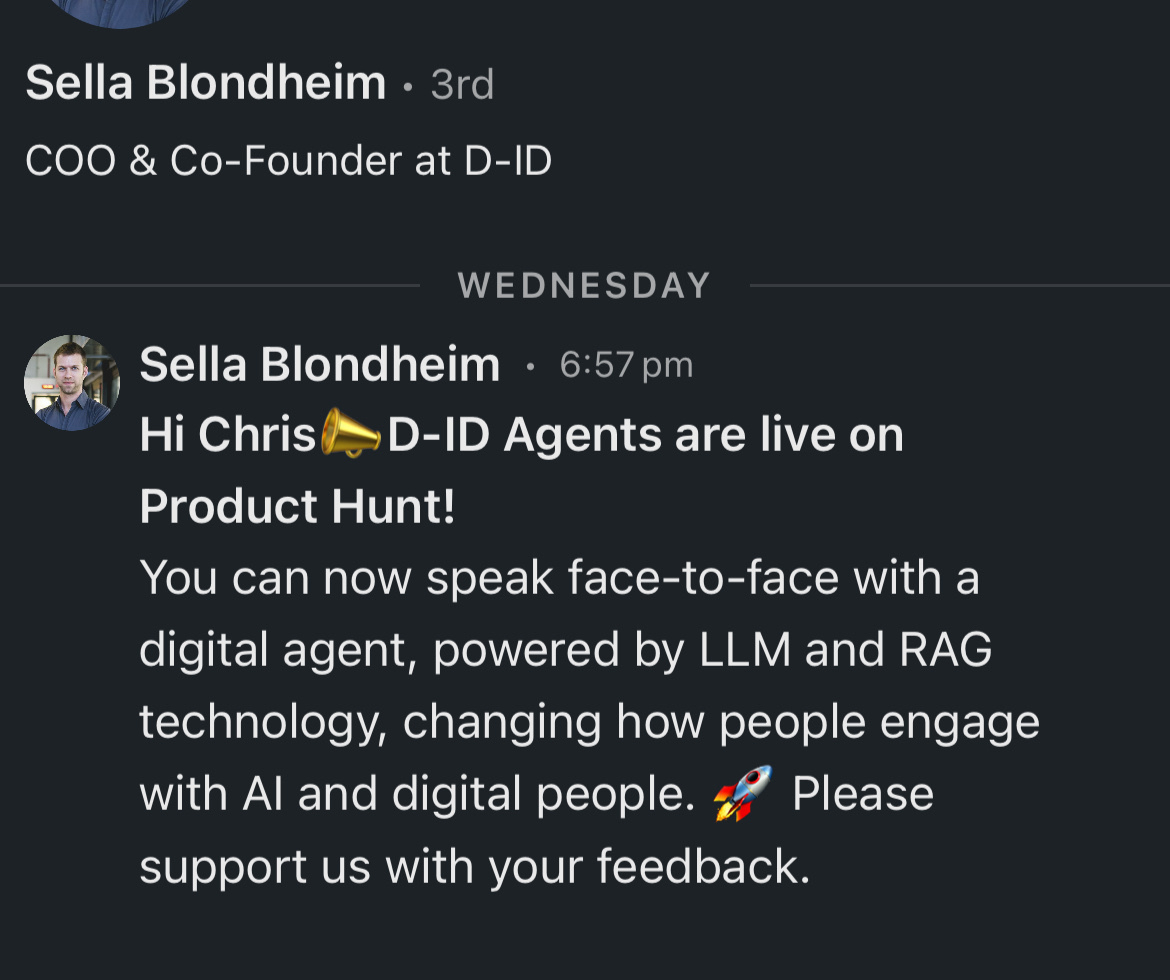 Sella Blondheim · 3rd
COO & Co-Founder at D-ID
WEDNESDAY
Sella Blondheim · 6:57 pm
Hi Chris📣D-ID Agents are live on
Product Hunt!
You can now speak face-to-face with a
digital agent, powered by LLM and RAG
technology, changing how people engage
with AI and digital people. 🚀 Please
support us with your feedback.